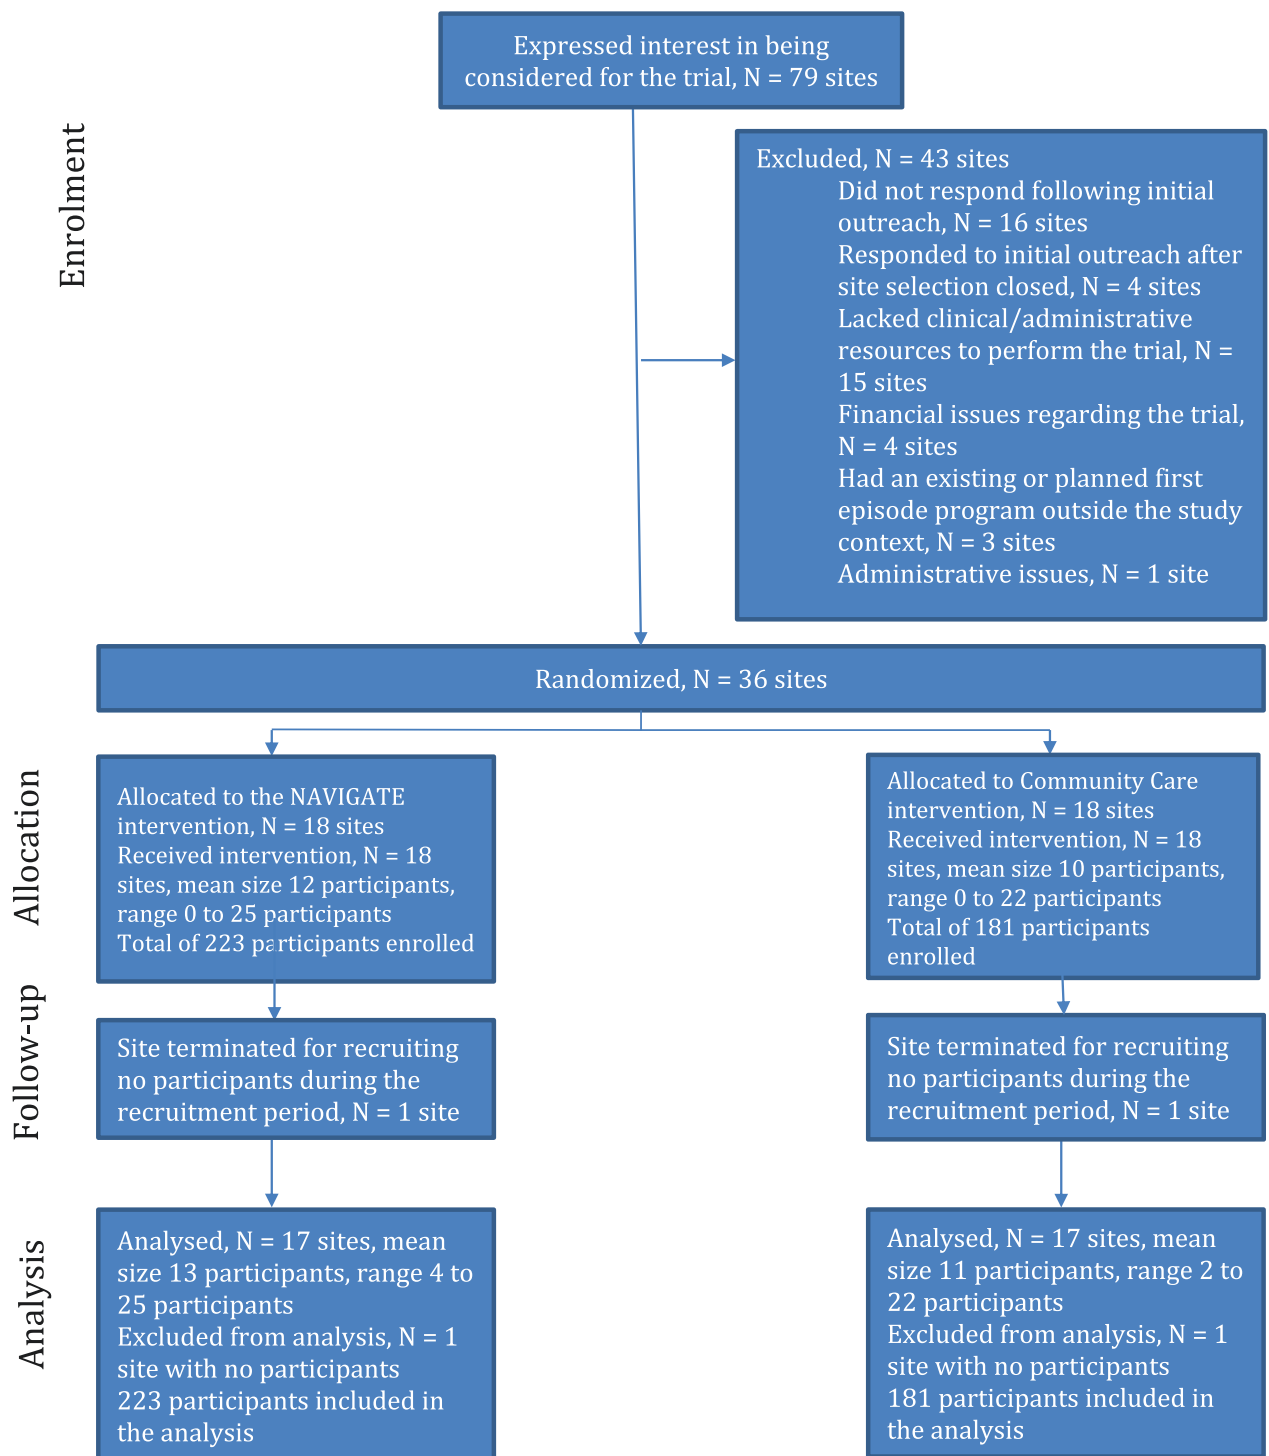 Expressed interest in being
considered for the trial, N = 79 sites
Enrolment
Excluded, N = 43 sites
Did not respond following initial
outreach, N = 16 sites
Responded to initial outreach after
site selection closed, N = 4 sites
Lacked clinical/administrative
resources to perform the trial, N =
15 sites
Financial issues regarding the trial,
N = 4 sites
Had an existing or planned first
episode program outside the study
context, N = 3 sites
Administrative issues, N = 1 site
Randomized, N = 36 sites
Allocation
Allocated to the NAVIGATE
intervention, N = 18 sites
Received intervention, N = 18
sites, mean size 12 participants,
range 0 to 25 participants
Total of 223 participants enrolled
Allocated to Community Care
intervention, N = 18 sites
Received intervention, N = 18
sites, mean size 10 participants,
range 0 to 22 participants
Total of 181 participants
enrolled
Follow-up
Site terminated for recruiting
no participants during the
recruitment period, N = 1 site
Site terminated for recruiting
no participants during the
recruitment period, N = 1 site
Analysis
Analysed, N = 17 sites, mean
size 13 participants, range 4 to
25 participants
Excluded from analysis, N = 1
site with no participants
223 participants included in
the analysis
Analysed, N = 17 sites, mean
size 11 participants, range 2 to
22 participants
Excluded from analysis, N = 1
site with no participants
181 participants included in
the analysis